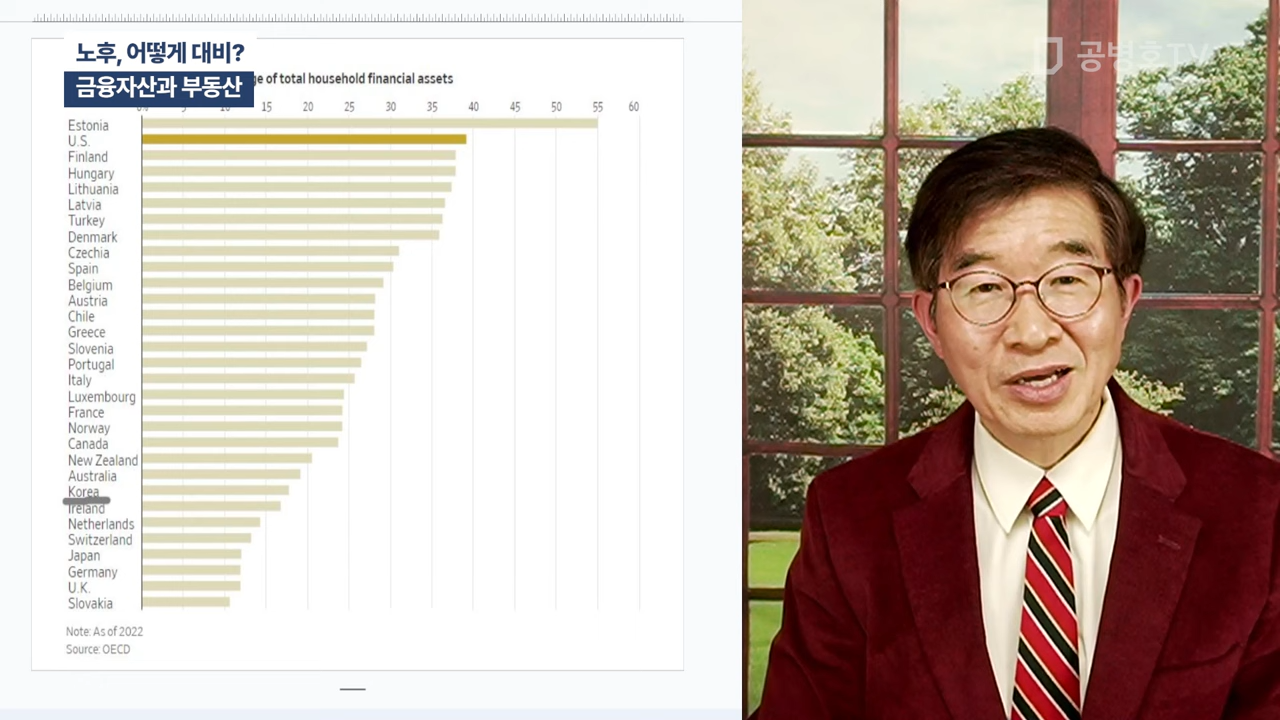 노후, 어떻게 대비?
금융자산과 부동산
공병호TV
of total household financial assets
15 20 25 30 35 40 45 50 55 60
Estonia
U.S.
Finland
Hungary
Lithuania
Latvia
Turkey
Denmark
Czechia
Spain
Belgium
Austria
Chile
Greece
Slovenia
Portugal
Italy
Luxembourg
France
Norway
Canada
New Zealand
Australia
Korea
Ireland
Netherlands
Switzerland
Japan
Germany
U.K.
Slovakia
Note: As of 2022
Source: OECD